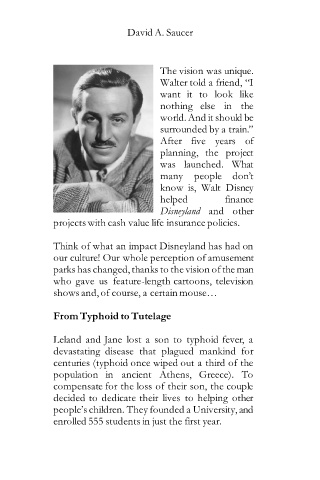 David A. Saucer
The vision was unique.
Walter told a friend, “I
want it to look like
nothing else in the
world. And it should be
surrounded by a train.”
After five years of
planning, the project
was launched. What
many people don’t
know is, Walt Disney
helped finance
Disneyland and other
projects with cash value life insurance policies.
Think of what an impact Disneyland has had on
our culture! Our whole perception of amusement
parks has changed, thanks to the vision of the man
who gave us feature-length cartoons, television
shows and, of course, a certain mouse…
From Typhoid to Tutelage
Leland and Jane lost a son to typhoid fever, a
devastating disease that plagued mankind for
centuries (typhoid once wiped out a third of the
population in ancient Athens, Greece). To
compensate for the loss of their son, the couple
decided to dedicate their lives to helping other
people’s children. They founded a University, and
enrolled 555 students in just the first year.